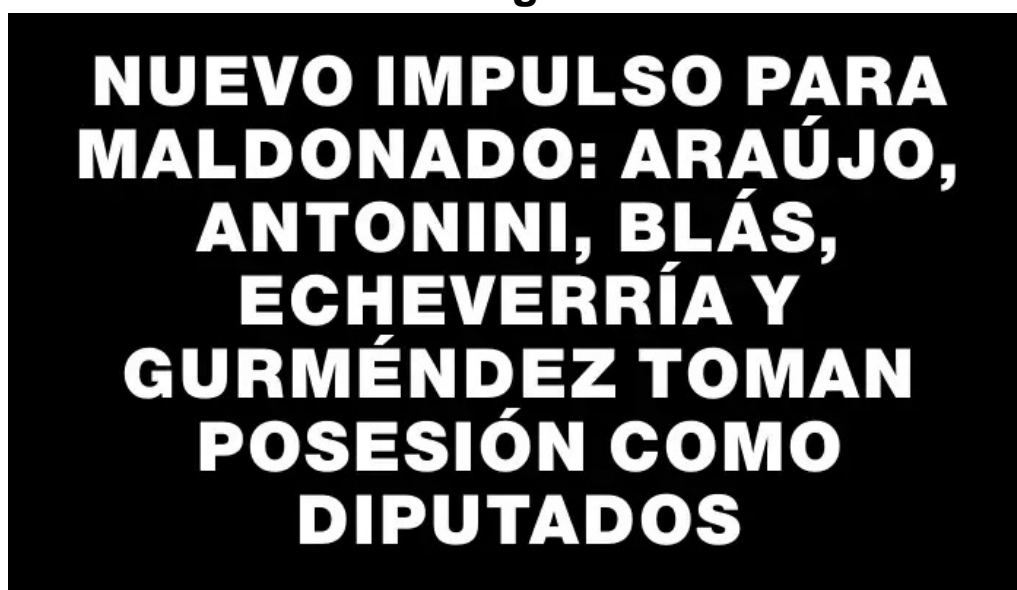 NUEVO IMPULSO PARA
MALDONADO: ARAÚJO,
ANTONINI, BLÁS,
ECHEVERRÍA Y
GURMÉNDEZ TOMAN
POSESIÓN COMO
DIPUTADOS